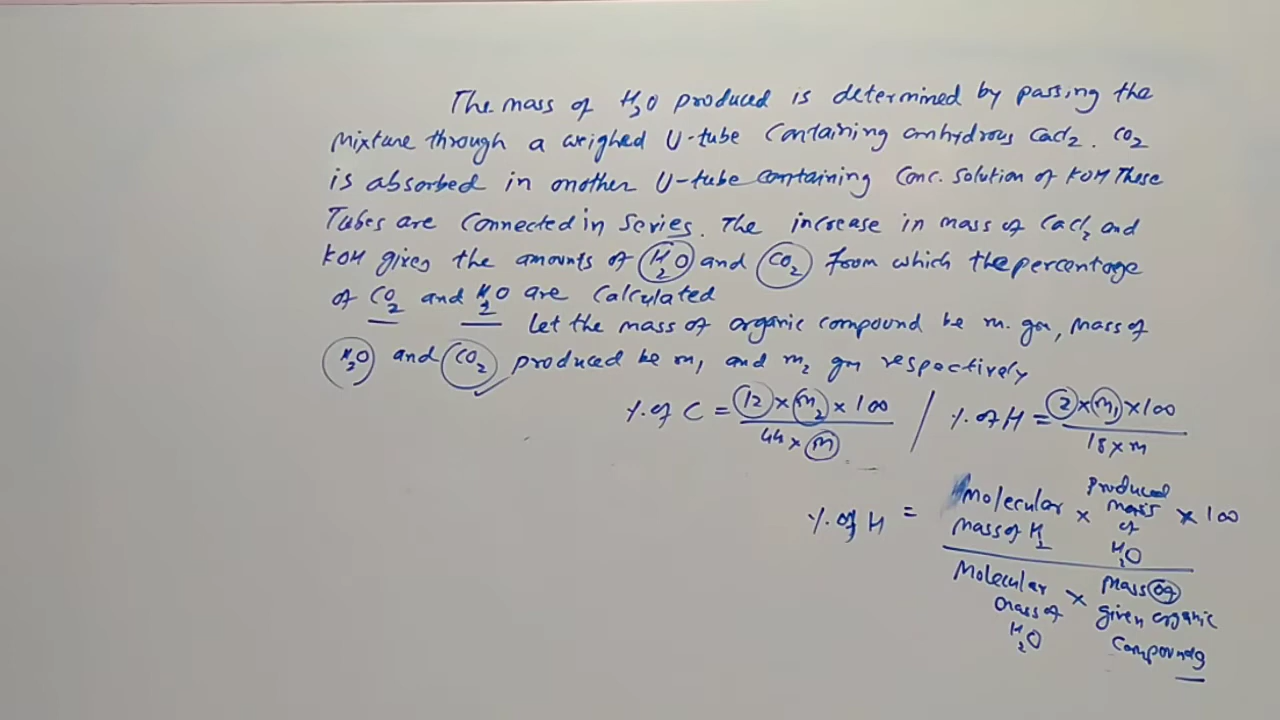 The mass of H2O produced is determined by passing the
Mixture through a weighed U-tube Containing anhydrous CaCl2. CO2
is absorbed in another U-tube containing Conc. solution of KOH These
Tubes are Connected in Series. The increase in mass of CaCl2 and
KOH gives the amounts of H2O and CO2 from which the percentage
of CO2 and H2O are Calculated
Let the mass of organic compound be m. gm, Mass of
H2O and CO2 produced be m1 and m2 gm respectively
%.of C = 12 × m2 × 100 / 44 × m / %.of H = 2 × m1 × 100 / 18 × m
%.of H = Molecular mass of H2 × Produced mass of H2O × 100
Molecular mass of H2O × Mass of given organic compounds